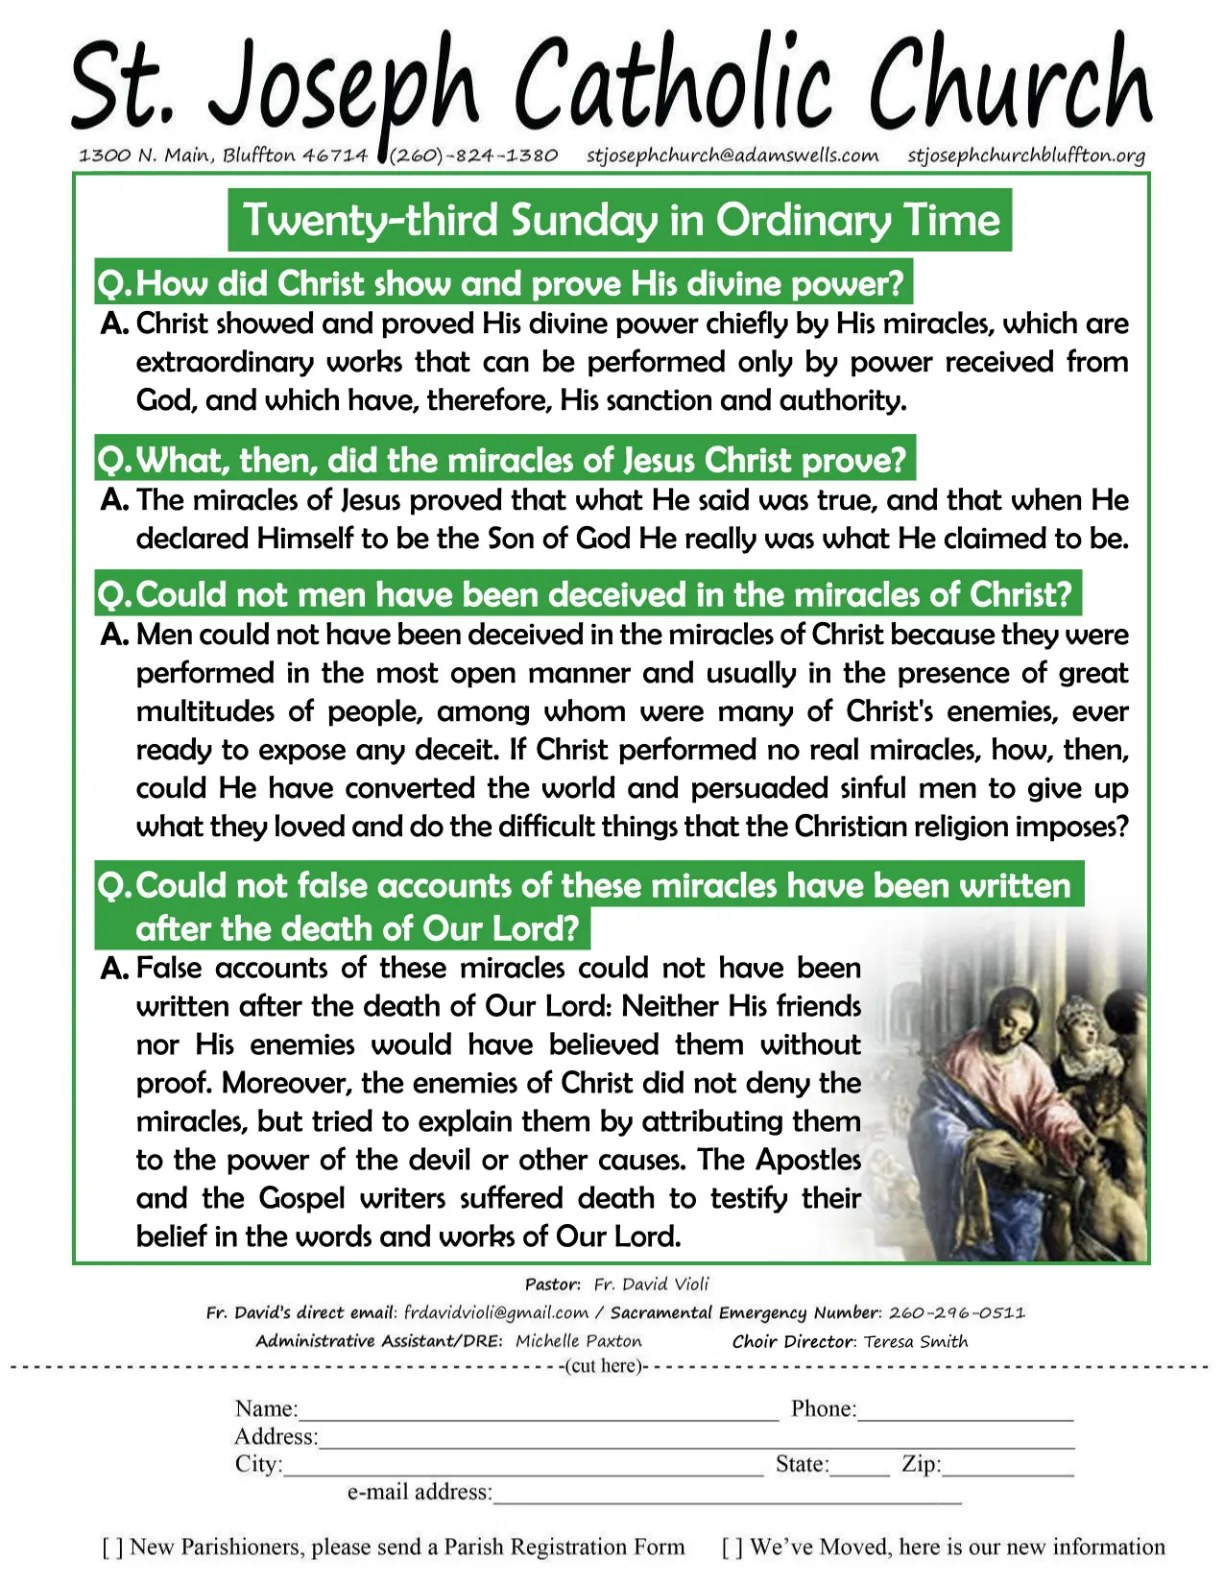 St. Joseph Catholic Church
1300 N. Main, Bluffton 46714 (260)-824-1380 stjosephchurch@adamswells.com stjosephchurchbluffton.org
Twenty-third Sunday in Ordinary Time
Q. How did Christ show and prove His divine power?
A. Christ showed and proved His divine power chiefly by His miracles, which are
extraordinary works that can be performed only by power received from
God, and which have, therefore, His sanction and authority.
Q. What, then, did the miracles of Jesus Christ prove?
A. The miracles of Jesus proved that what He said was true, and that when He
declared Himself to be the Son of God He really was what He claimed to be.
Q. Could not men have been deceived in the miracles of Christ?
A. Men could not have been deceived in the miracles of Christ because they were
performed in the most open manner and usually in the presence of great
multitudes of people, among whom were many of Christ's enemies, ever
ready to expose any deceit. If Christ performed no real miracles, how, then,
could He have converted the world and persuaded sinful men to give up
what they loved and do the difficult things that the Christian religion imposes?
Q. Could not false accounts of these miracles have been written
after the death of Our Lord?
A. False accounts of these miracles could not have been
written after the death of Our Lord: Neither His friends
nor His enemies would have believed them without
proof. Moreover, the enemies of Christ did not deny the
miracles, but tried to explain them by attributing them
to the power of the devil or other causes. The Apostles
and the Gospel writers suffered death to testify their
belief in the words and works of Our Lord.
Pastor: Fr. David Violi
Fr. David's direct email: frdavidvioli@gmail.com / Sacramental Emergency Number: 260-296-0511
Administrative Assistant/DRE: Michelle Paxton Choir Director: Teresa Smith
(cut here)
Name: Phone:
Address:
City: State: Zip:
e-mail address:
[ ] New Parishioners, please send a Parish Registration Form [ ] We've Moved, here is our new information